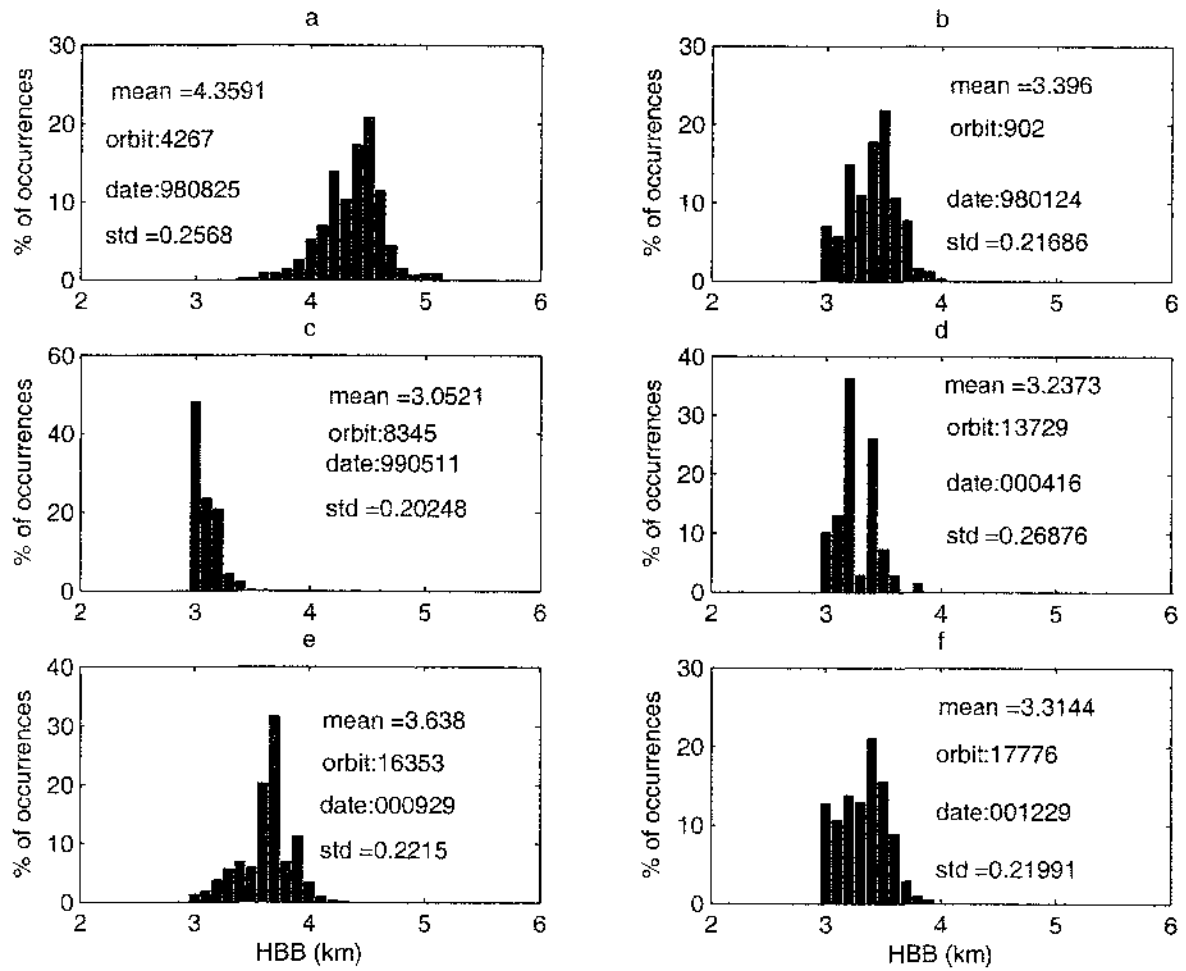 a
30
20
10
0
% of occurrences
mean =4.3591
orbit:4267
date:980825
std =0.2568
2 3 4 5 6
b
30
20
10
0
% of occurrences
mean =3.396
orbit:902
date:980124
std =0.21686
2 3 4 5 6
c
60
40
20
0
% of occurrences
mean =3.0521
orbit:8345
date:990511
std =0.20248
2 3 4 5 6
d
40
30
20
10
0
% of occurrences
mean =3.2373
orbit:13729
date:000416
std =0.26876
2 3 4 5 6
e
40
30
20
10
0
% of occurrences
mean =3.638
orbit:16353
date:000929
std =0.2215
2 3 4 5 6
HBB (km)
f
30
20
10
0
% of occurrences
mean =3.3144
orbit:17776
date:001229
std =0.21991
2 3 4 5 6
HBB (km)